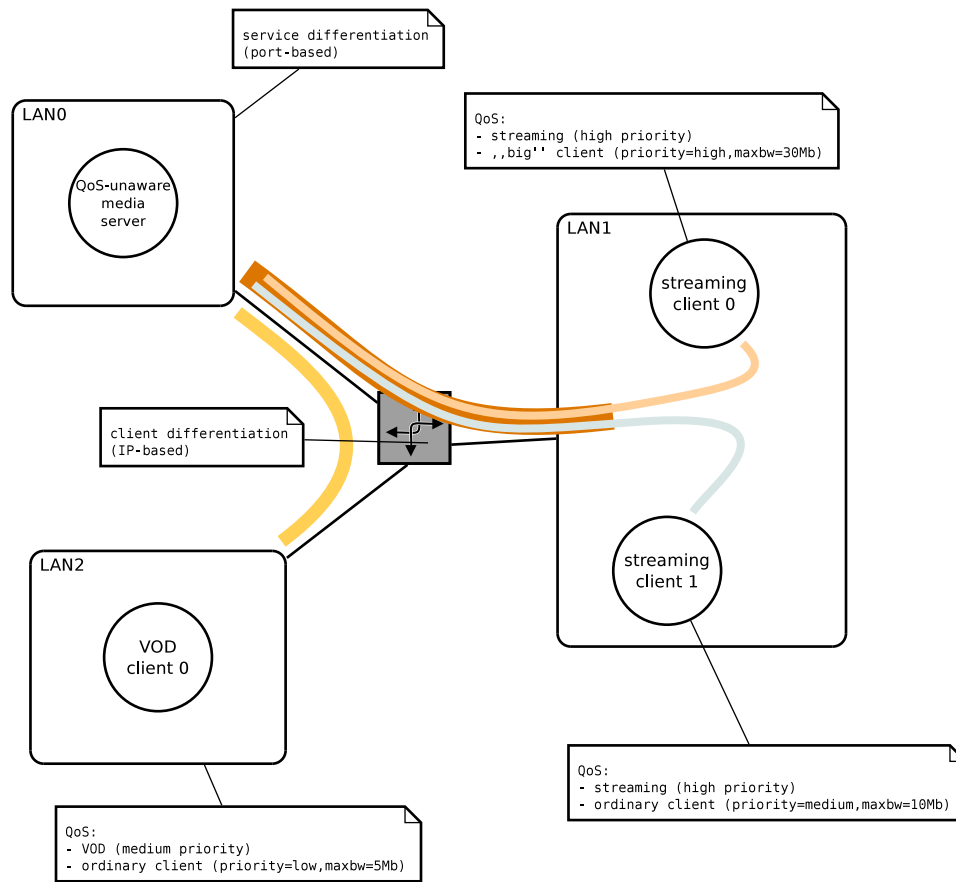 service differentiation
(port-based)
LAN0
QoS-unaware
media
server
QoS:
- streaming (high priority)
- ,,big'' client (priority=high,maxbw=30Mb)
LAN1
streaming
client 0
client differentiation
(IP-based)
LAN2
VOD
client 0
streaming
client 1
QoS:
- streaming (high priority)
- ordinary client (priority=medium,maxbw=10Mb)
QoS:
- VOD (medium priority)
- ordinary client (priority=low,maxbw=5Mb)